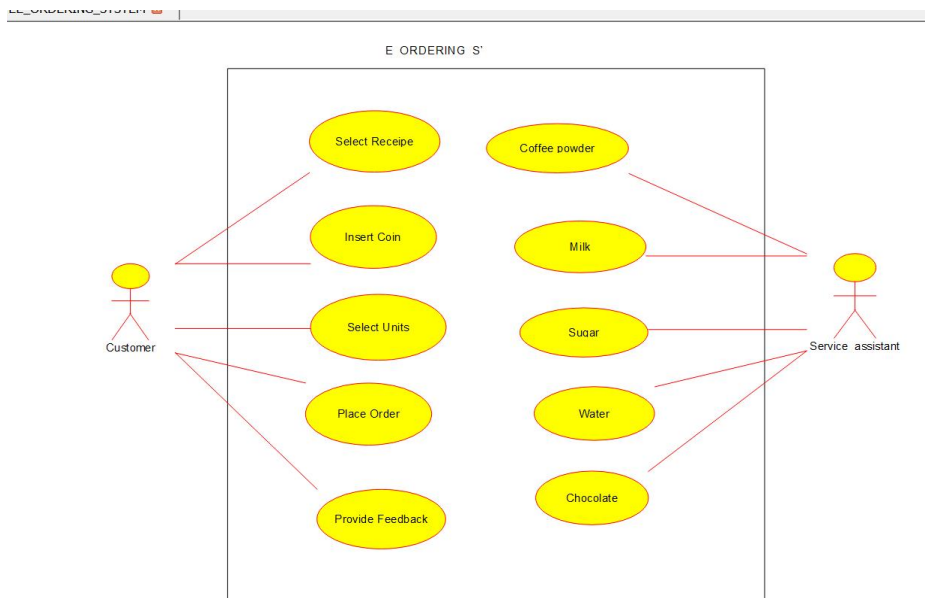 EE_ORDERING_SYSTEM
E ORDERING S'
Select Receipe
Coffee powder
Insert Coin
Milk
Select Units
Sugar
Customer
Service assistant
Place Order
Water
Chocolate
Provide Feedback